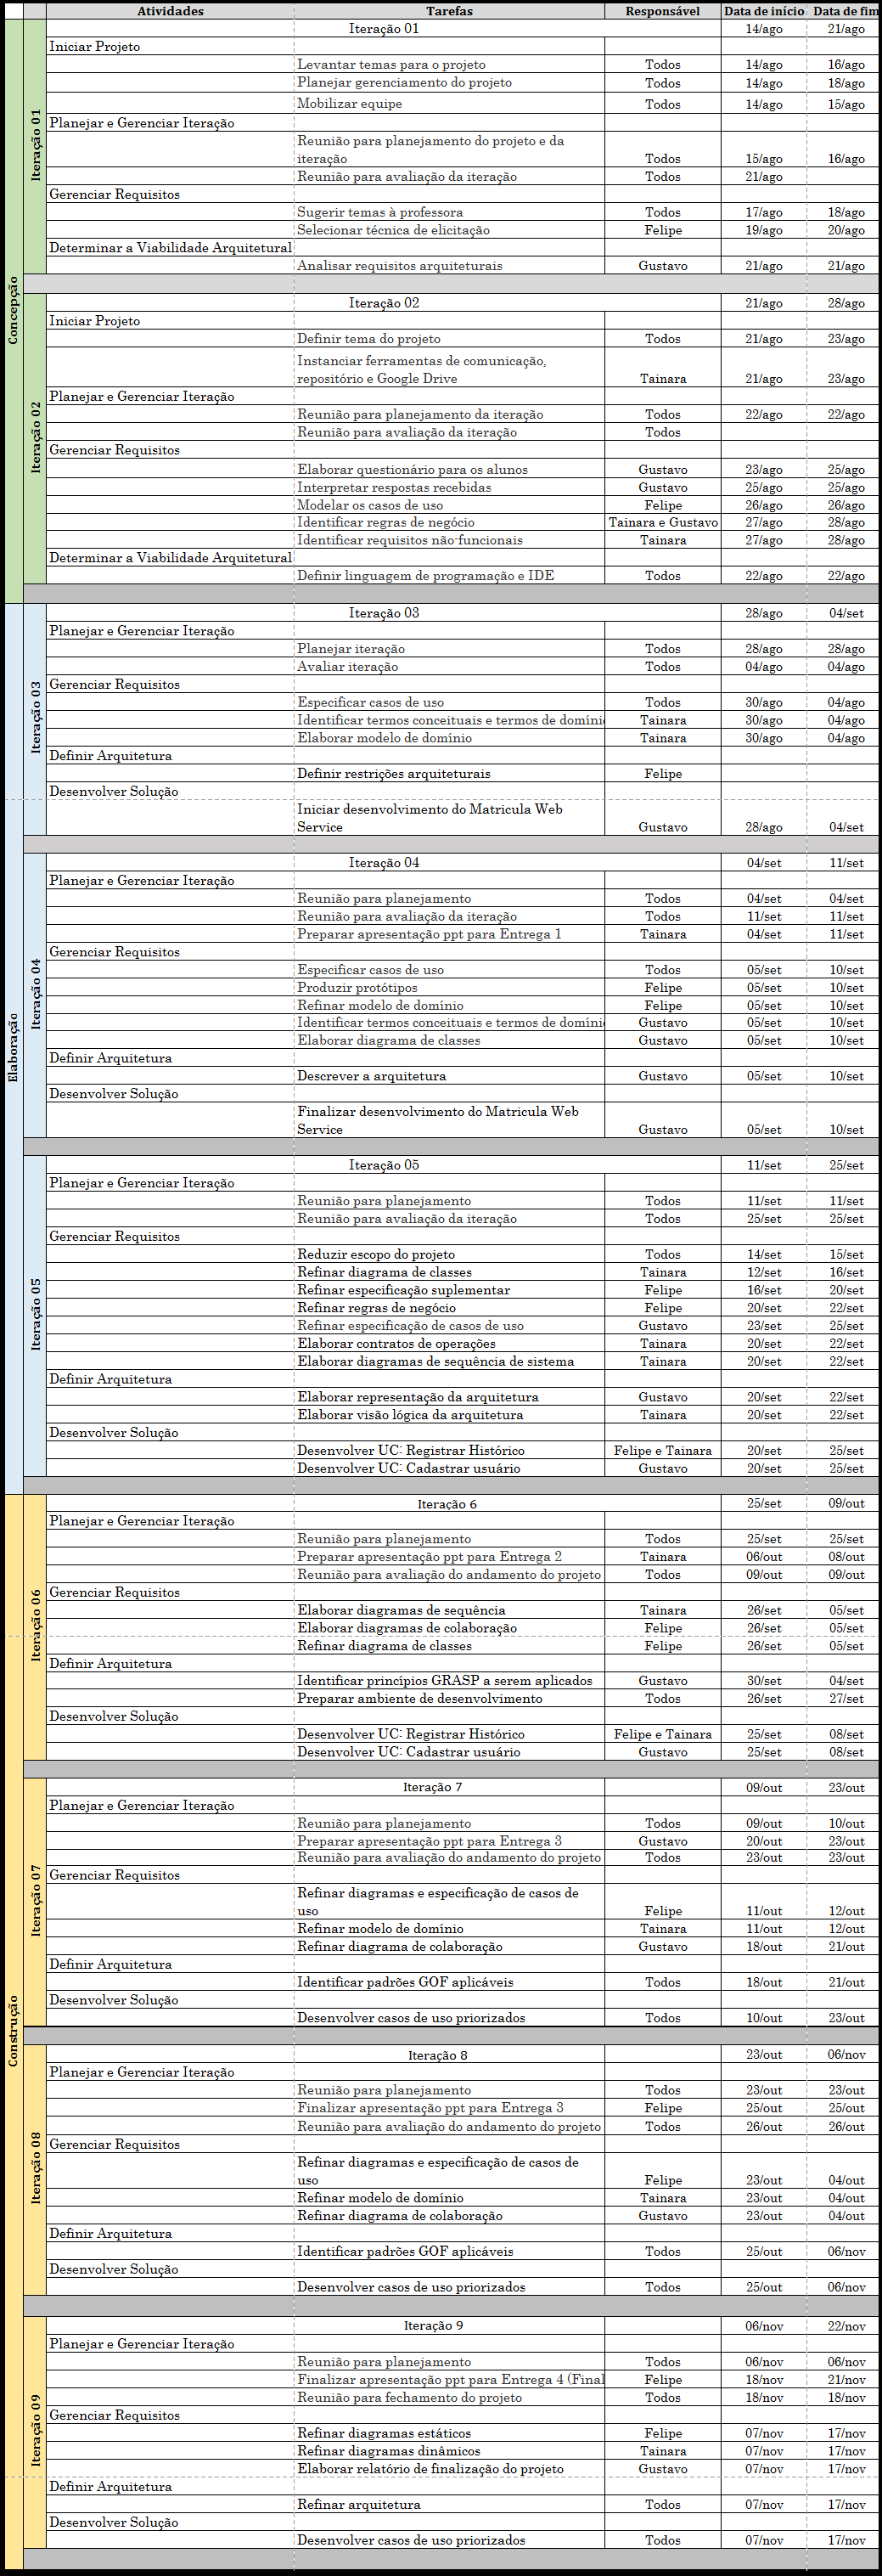 Atividades Tarefas Responsável Data de início Data de fim
Concepção
Iteração 01
Iteração 01 14/ago 21/ago
Iniciar Projeto
Levantar temas para o projeto Todos 14/ago 16/ago
Planejar gerenciamento do projeto Todos 14/ago 18/ago
Mobilizar equipe Todos 14/ago 15/ago
Planejar e Gerenciar Iteração
Reunião para planejamento do projeto e da
iteração Todos 15/ago 16/ago
Reunião para avaliação da iteração Todos 21/ago
Gerenciar Requisitos
Sugerir temas à professora Todos 17/ago 18/ago
Selecionar técnica de elicitação Felipe 19/ago 20/ago
Determinar a Viabilidade Arquitetural
Analisar requisitos arquiteturais Gustavo 21/ago 21/ago
Iteração 02
Iteração 02 21/ago 28/ago
Iniciar Projeto
Definir tema do projeto Todos 21/ago 23/ago
Instanciar ferramentas de comunicação,
repositório e Google Drive Tainara 21/ago 23/ago
Planejar e Gerenciar Iteração
Reunião para planejamento da iteração Todos 22/ago 22/ago
Reunião para avaliação da iteração Todos
Gerenciar Requisitos
Elaborar questionário para os alunos Gustavo 23/ago 25/ago
Interpretar respostas recebidas Gustavo 25/ago 25/ago
Modelar os casos de uso Felipe 26/ago 26/ago
Identificar regras de negócio Tainara e Gustavo 27/ago 28/ago
Identificar requisitos não-funcionais Tainara 27/ago 28/ago
Determinar a Viabilidade Arquitetural
Definir linguagem de programação e IDE Todos 22/ago 22/ago
Elaboração
Iteração 03
Iteração 03 28/ago 04/set
Planejar e Gerenciar Iteração
Planejar iteração Todos 28/ago 28/ago
Avaliar iteração Todos 04/ago 04/ago
Gerenciar Requisitos
Especificar casos de uso Todos 30/ago 04/ago
Identificar termos conceituais e termos de domíni Tainara 30/ago 04/ago
Elaborar modelo de domínio Tainara 30/ago 04/ago
Definir Arquitetura
Definir restrições arquiteturais Felipe
Desenvolver Solução
Iniciar desenvolvimento do Matricula Web
Service Gustavo 28/ago 04/set
Iteração 04
Iteração 04 04/set 11/set
Planejar e Gerenciar Iteração
Reunião para planejamento Todos 04/set 04/set
Reunião para avaliação da iteração Todos 11/set 11/set
Preparar apresentação ppt para Entrega 1 Tainara 04/set 11/set
Gerenciar Requisitos
Especificar casos de uso Todos 05/set 10/set
Produzir protótipos Felipe 05/set 10/set
Refinar modelo de domínio Felipe 05/set 10/set
Identificar termos conceituais e termos de domíni Gustavo 05/set 10/set
Elaborar diagrama de classes Gustavo 05/set 10/set
Definir Arquitetura
Descrever a arquitetura Gustavo 05/set 10/set
Desenvolver Solução
Finalizar desenvolvimento do Matricula Web
Service Gustavo 05/set 10/set
Iteração 05
Iteração 05 11/set 25/set
Planejar e Gerenciar Iteração
Reunião para planejamento Todos 11/set 11/set
Reunião para avaliação da iteração Todos 25/set 25/set
Gerenciar Requisitos
Reduzir escopo do projeto Todos 14/set 15/set
Refinar diagrama de classes Tainara 12/set 16/set
Refinar especificação suplementar Felipe 16/set 20/set
Refinar regras de negócio Felipe 20/set 22/set
Refinar especificação de casos de uso Gustavo 23/set 25/set
Elaborar contratos de operações Tainara 20/set 22/set
Elaborar diagramas de sequência de sistema Tainara 20/set 22/set
Definir Arquitetura
Elaborar representação da arquitetura Gustavo 20/set 22/set
Elaborar visão lógica da arquitetura Tainara 20/set 22/set
Desenvolver Solução
Desenvolver UC: Registrar Histórico Felipe e Tainara 20/set 25/set
Desenvolver UC: Cadastrar usuário Gustavo 20/set 25/set
Construção
Iteração 06
Iteração 6 25/set 09/out
Planejar e Gerenciar Iteração
Reunião para planejamento Todos 25/set 25/set
Preparar apresentação ppt para Entrega 2 Tainara 06/out 08/out
Reunião para avaliação do andamento do projeto Todos 09/out 09/out
Gerenciar Requisitos
Elaborar diagramas de sequência Tainara 26/set 05/set
Elaborar diagramas de colaboração Felipe 26/set 05/set
Refinar diagrama de classes Felipe 26/set 05/set
Definir Arquitetura
Identificar princípios GRASP a serem aplicados Gustavo 30/set 04/set
Preparar ambiente de desenvolvimento Todos 26/set 27/set
Desenvolver Solução
Desenvolver UC: Registrar Histórico Felipe e Tainara 25/set 08/set
Desenvolver UC: Cadastrar usuário Gustavo 25/set 08/set
Iteração 07
Iteração 7 09/out 23/out
Planejar e Gerenciar Iteração
Reunião para planejamento Todos 09/out 10/out
Preparar apresentação ppt para Entrega 3 Gustavo 20/out 23/out
Reunião para avaliação do andamento do projeto Todos 23/out 23/out
Gerenciar Requisitos
Refinar diagramas e especificação de casos de
uso Felipe 11/out 12/out
Refinar modelo de domínio Tainara 11/out 12/out
Refinar diagrama de colaboração Gustavo 18/out 21/out
Definir Arquitetura
Identificar padrões GOF aplicáveis Todos 18/out 21/out
Desenvolver Solução
Desenvolver casos de uso priorizados Todos 10/out 23/out
Iteração 08
Iteração 8 23/out 06/nov
Planejar e Gerenciar Iteração
Reunião para planejamento Todos 23/out 23/out
Finalizar apresentação ppt para Entrega 3 Felipe 25/out 25/out
Reunião para avaliação do andamento do projeto Todos 26/out 26/out
Gerenciar Requisitos
Refinar diagramas e especificação de casos de
uso Felipe 23/out 04/out
Refinar modelo de domínio Tainara 23/out 04/out
Refinar diagrama de colaboração Gustavo 23/out 04/out
Definir Arquitetura
Identificar padrões GOF aplicáveis Todos 25/out 06/nov
Desenvolver Solução
Desenvolver casos de uso priorizados Todos 25/out 06/nov
Iteração 09
Iteração 9 06/nov 22/nov
Planejar e Gerenciar Iteração
Reunião para planejamento Todos 06/nov 06/nov
Finalizar apresentação ppt para Entrega 4 (Final Felipe 18/nov 21/nov
Reunião para fechamento do projeto Todos 18/nov 18/nov
Gerenciar Requisitos
Refinar diagramas estáticos Felipe 07/nov 17/nov
Refinar diagramas dinâmicos Tainara 07/nov 17/nov
Elaborar relatório de finalização do projeto Gustavo 07/nov 17/nov
Definir Arquitetura
Refinar arquitetura Todos 07/nov 17/nov
Desenvolver Solução
Desenvolver casos de uso priorizados Todos 07/nov 17/nov